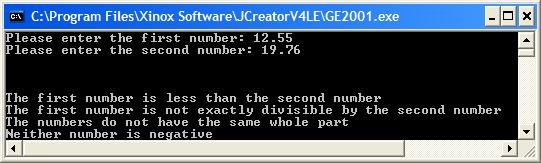 C:\Program Files\Xinox Software\JCreatorV4LE\GE2001.exe
Please enter the first number: 12.55
Please enter the second number: 19.76
The first number is less than the second number
The first number is not exactly divisible by the second number
The numbers do not have the same whole part
Neither number is negative